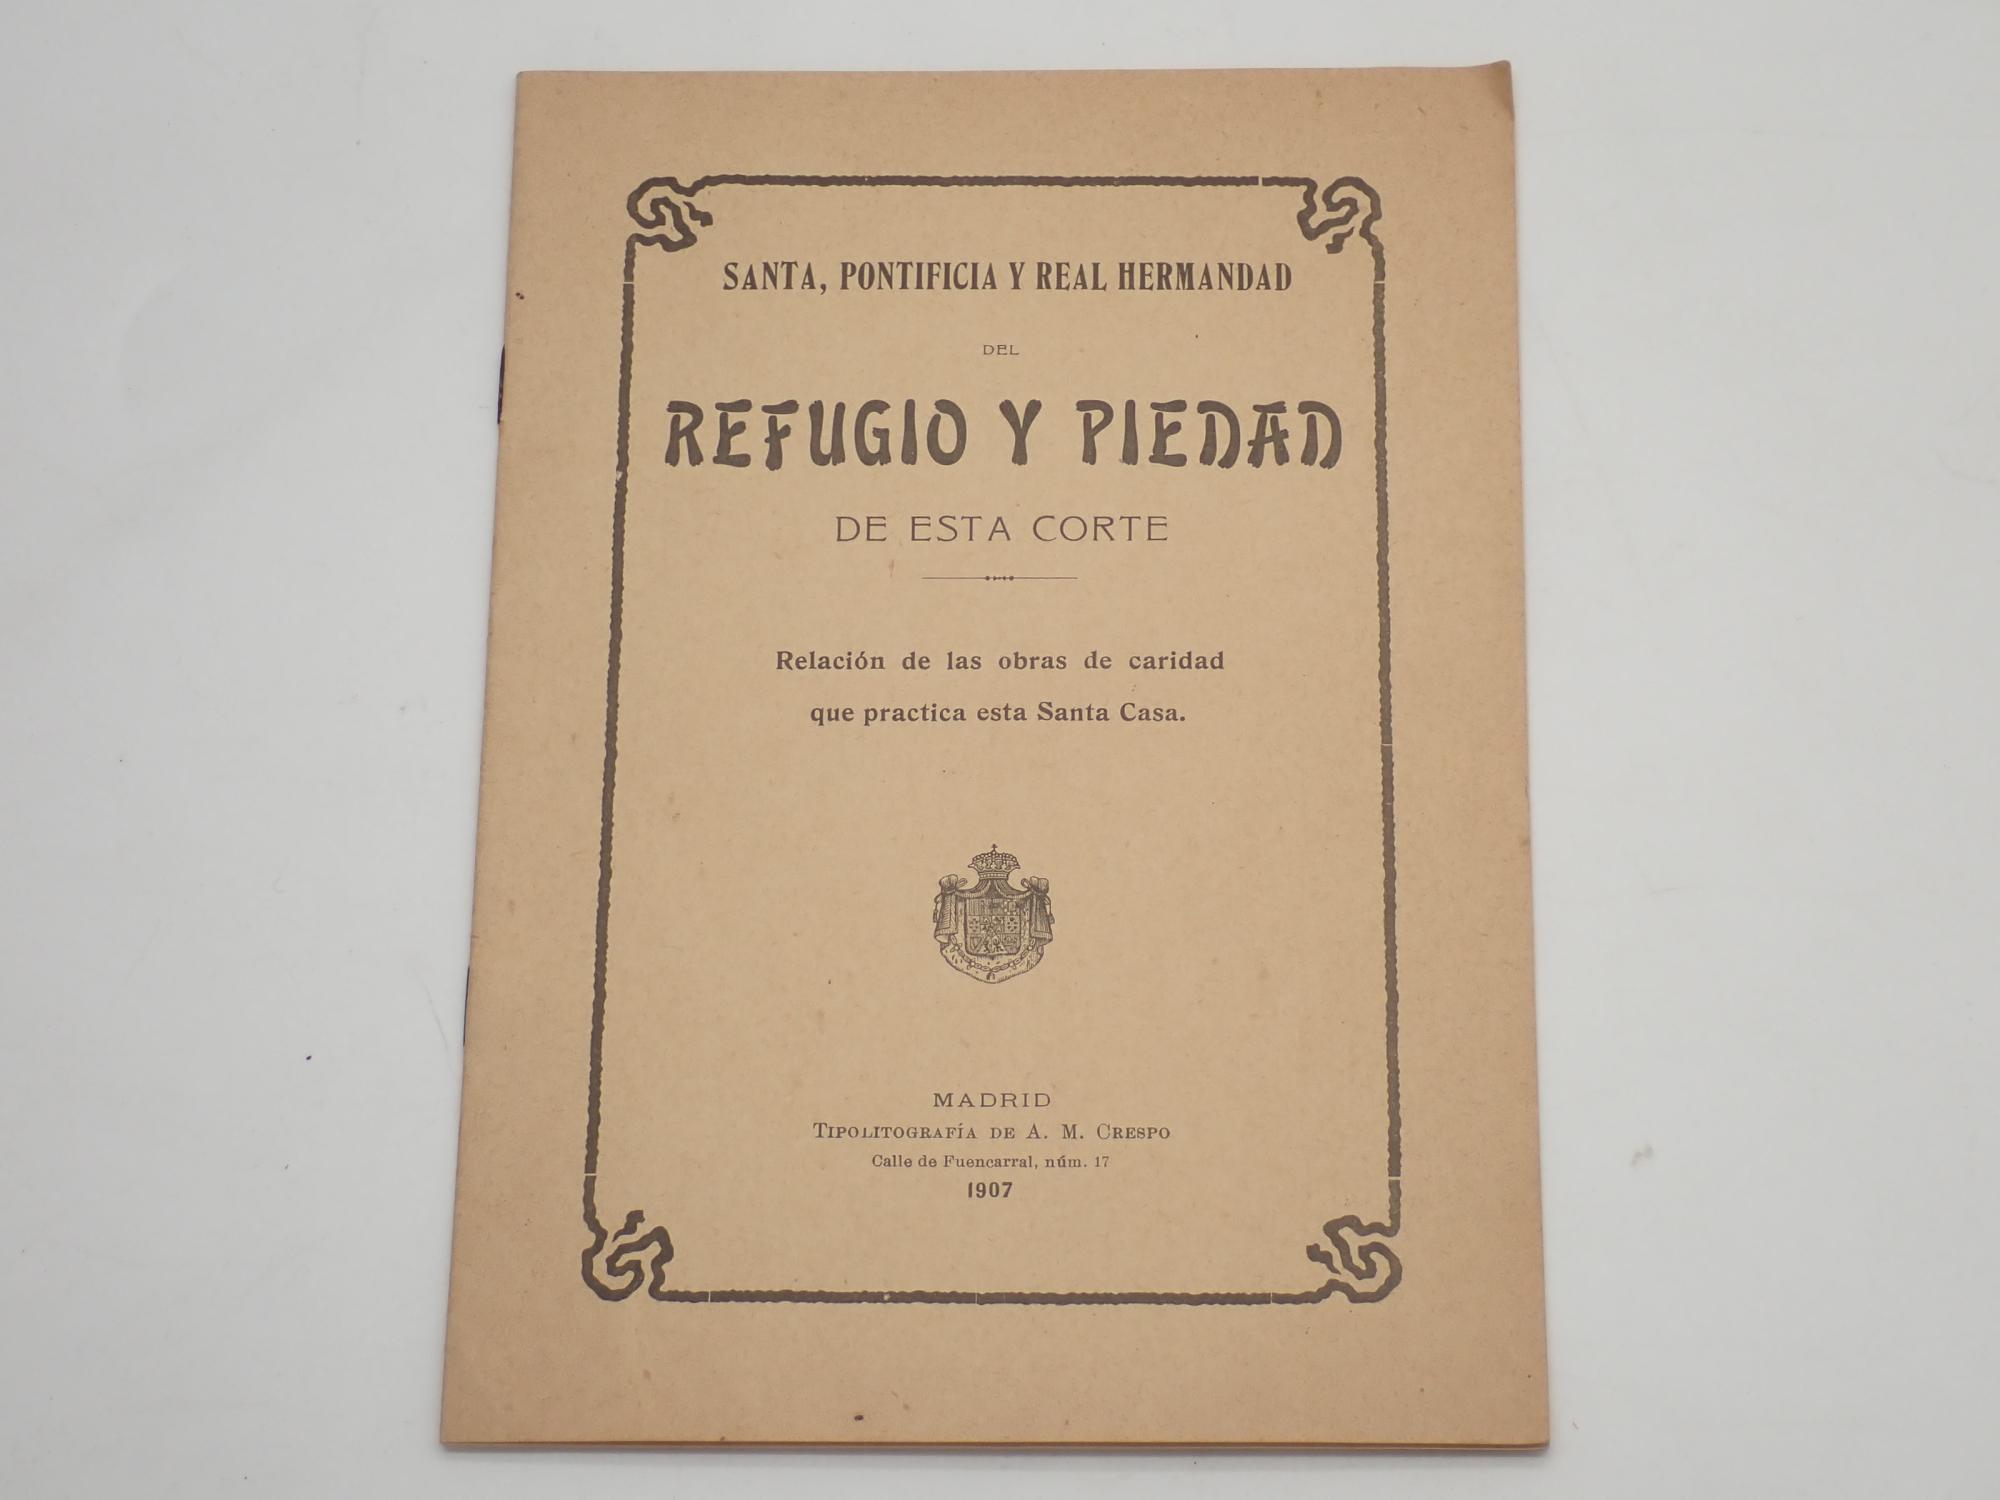 SANTA, PONTIFICIA Y REAL HERMANDAD
DEL
REFUGIO Y PIEDAD
DE ESTA CORTE
Relación de las obras de caridad
que practica esta Santa Casa.
MADRID
TIPOLITOGRAFÍA DE A. M. CRESPO
Calle de Fuencarral, núm. 17
1907